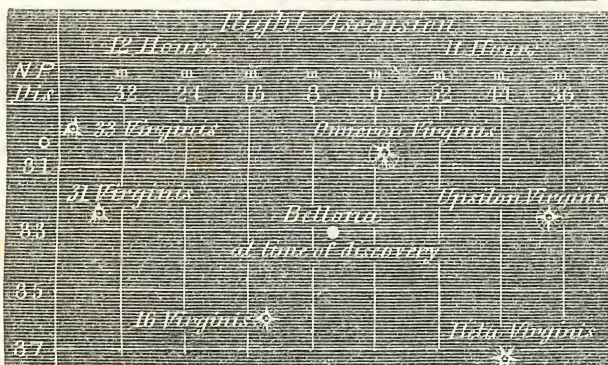 Right Ascension
12 Hours 11 Hours
N.P. m m m m m m m m
Dis 32 24 16 8 0 52 44 36
33 Virginis Omicron Virginis
81
31 Virginis Upsilon Virginis
Bellona
83
at time of discovery
85
16 Virginis
Beta Virginis
87